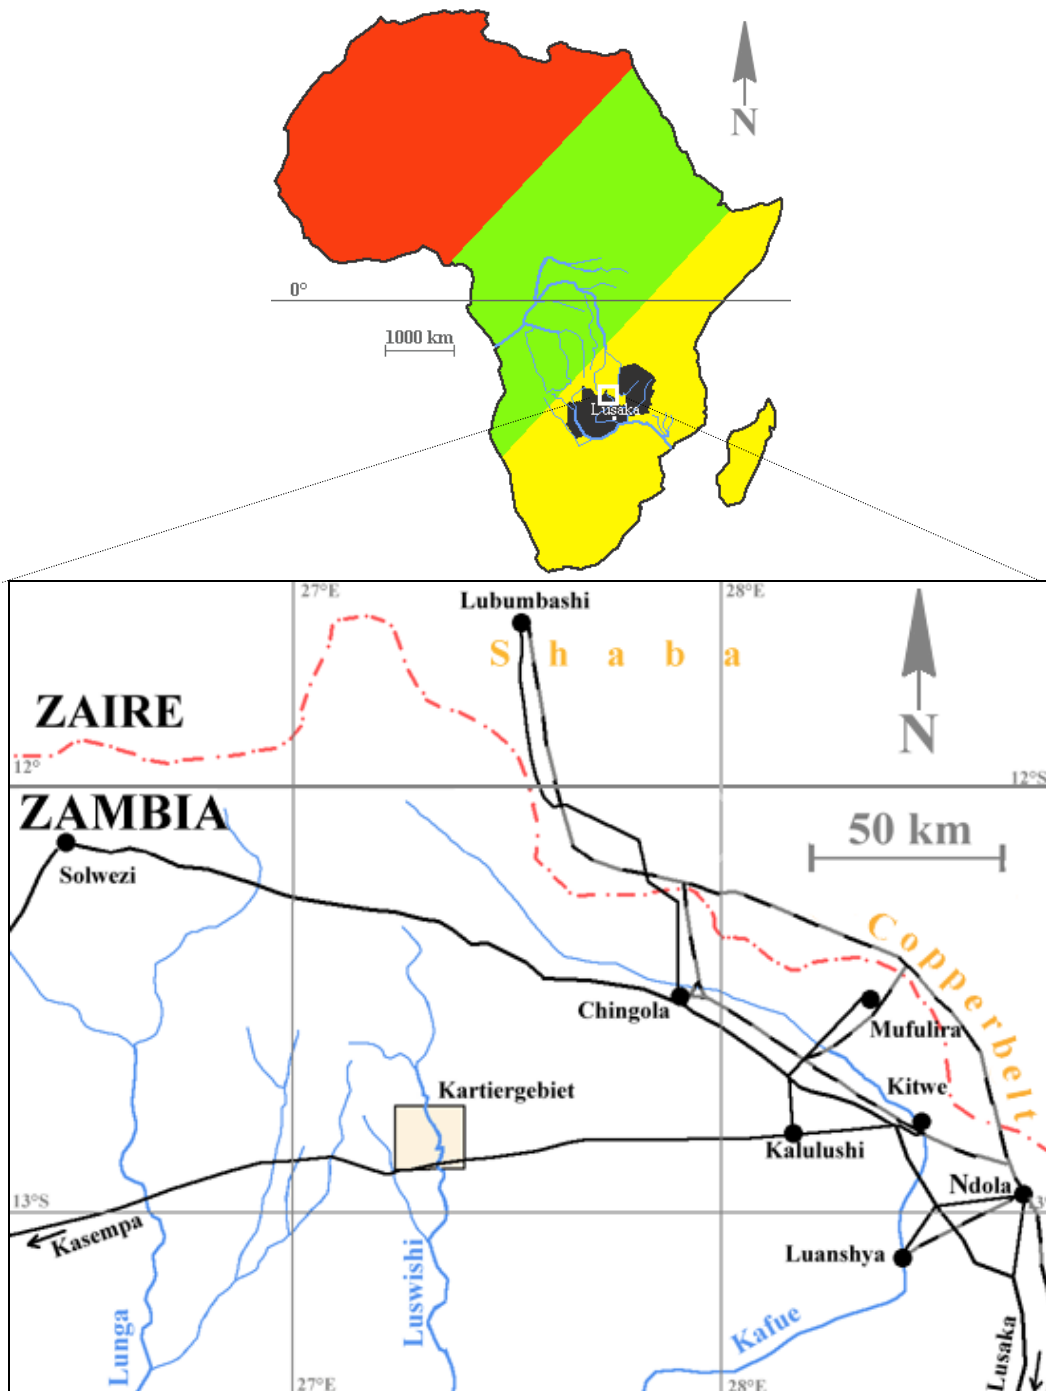 N
0°
1000 km
Lusaka
27°E
28°E
Lubumbashi
S h a b a
ZAIRE
N
12°
12°S
ZAMBIA
50 km
Solwezi
Copperbelt
Chingola
Mufulira
Kitwe
Kartiergebiet
Kalulushi
Ndola
13°S
13°
Kasempa
Luanshya
Luswishi
Lunga
Kafue
Lusaka
27°E
28°E